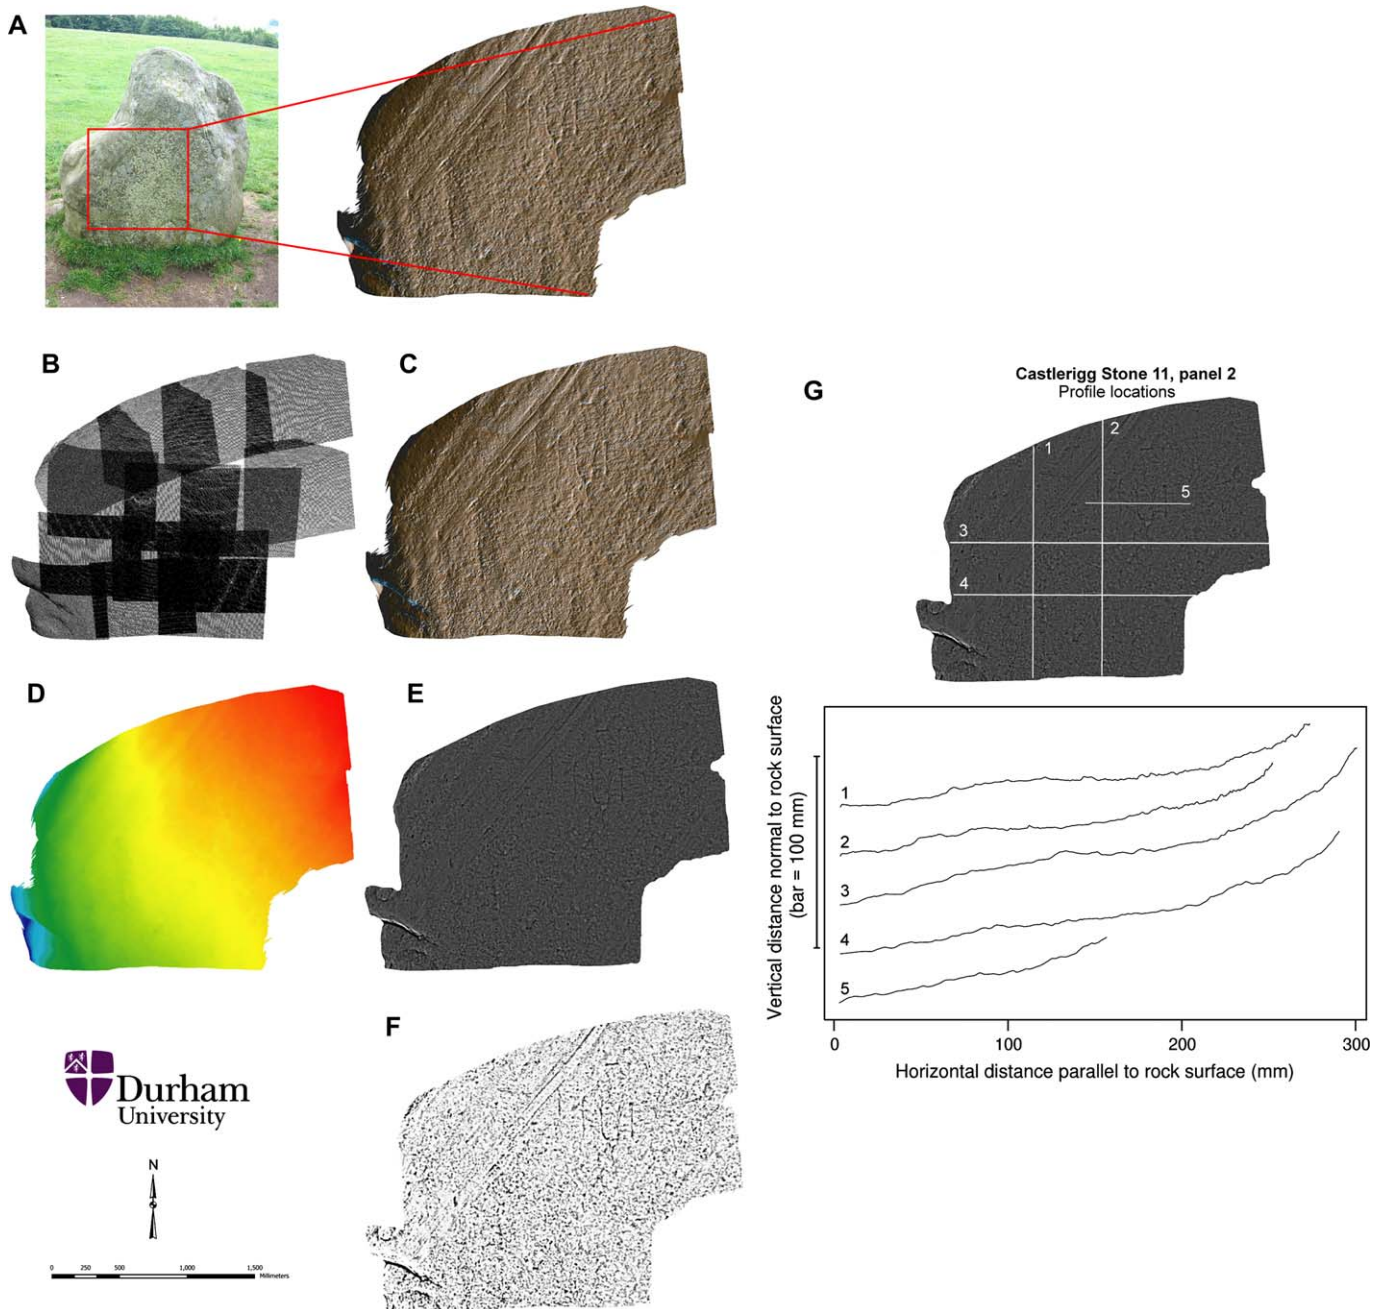 A
B
C
D
E
F
G
Castlerigg Stone 11, panel 2
Profile locations
1
2
5
3
4
Vertical distance normal to rock surface
(bar = 100 mm)
1
2
3
4
5
0 100 200 300
Horizontal distance parallel to rock surface (mm)
Durham
University
N
0 250 500 1,000 1,500
Millimeters